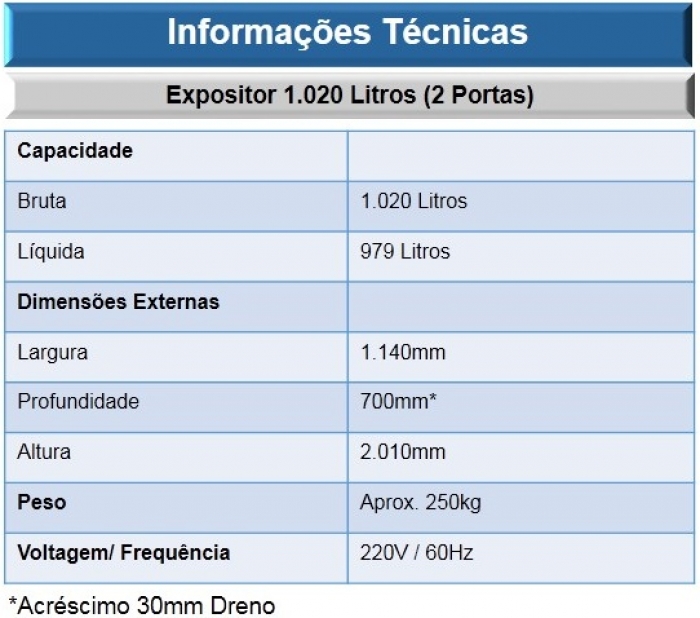 Informações Técnicas
Expositor 1.020 Litros (2 Portas)
Capacidade
Bruta 1.020 Litros
Líquida 979 Litros
Dimensões Externas
Largura 1.140mm
Profundidade 700mm*
Altura 2.010mm
Peso Aprox. 250kg
Voltagem/ Frequência 220V / 60Hz
*Acréscimo 30mm Dreno